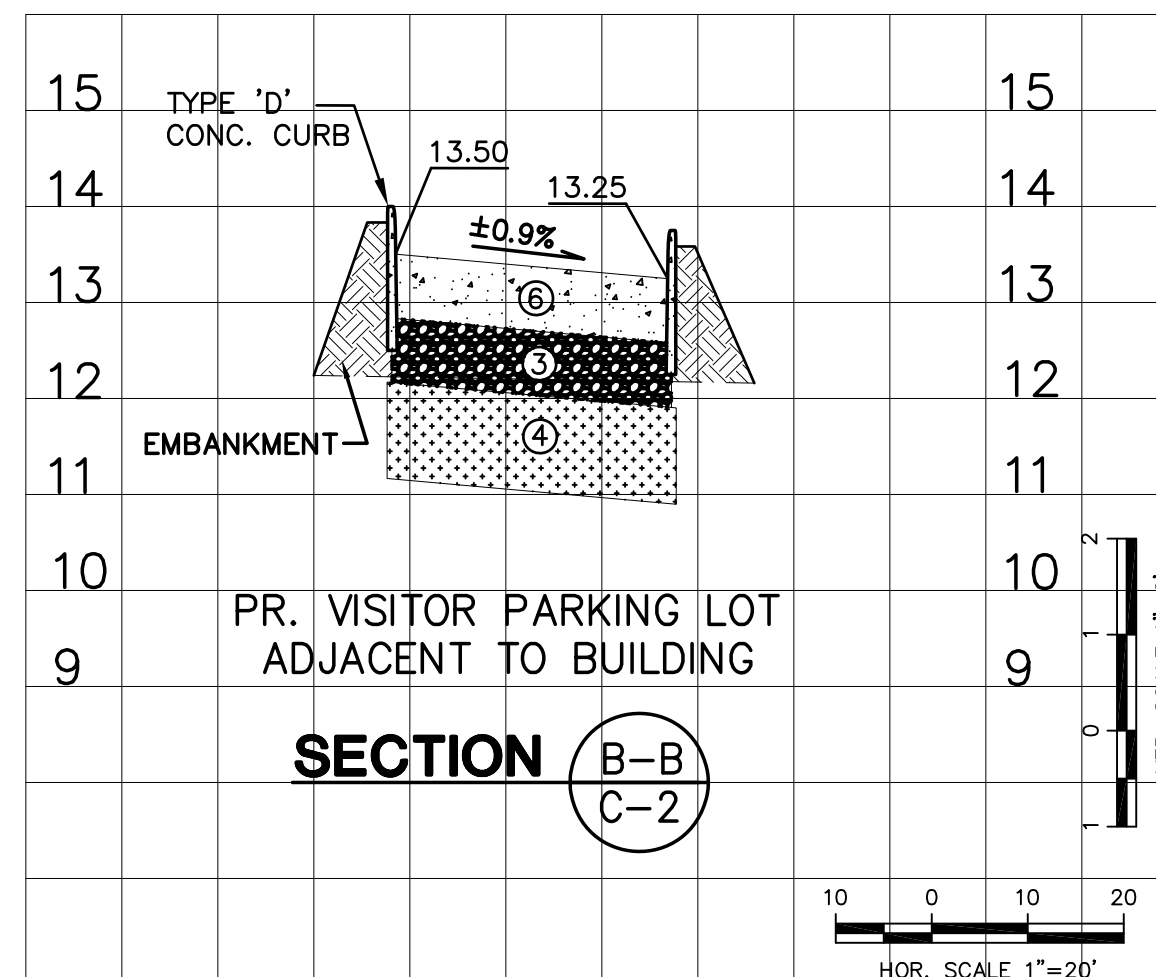 15
15
TYPE 'D'
CONC. CURB
13.50
13.25
14
14
±0.9%
13
13
6
3
12
12
4
EMBANKMENT
11
11
10
10
PR. VISITOR PARKING LOT
ADJACENT TO BUILDING
9
9
2
1
0
1
SECTION
B-B
C-2
10 0 10 20
HOR. SCALE 1"=20'